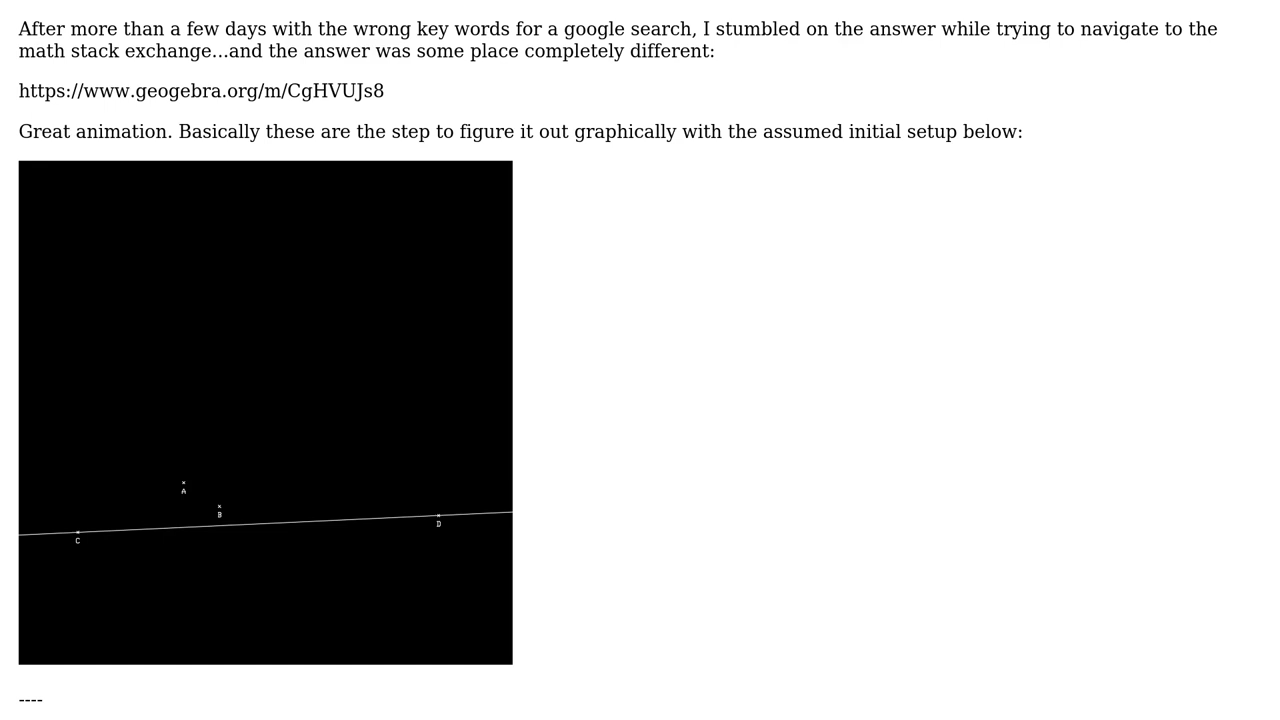 After more than a few days with the wrong key words for a google search, I stumbled on the answer while trying to navigate to the
math stack exchange...and the answer was some place completely different:
https://www.geogebra.org/m/CgHVUJs8
Great animation. Basically these are the step to figure it out graphically with the assumed initial setup below:
A
B
D
C
----